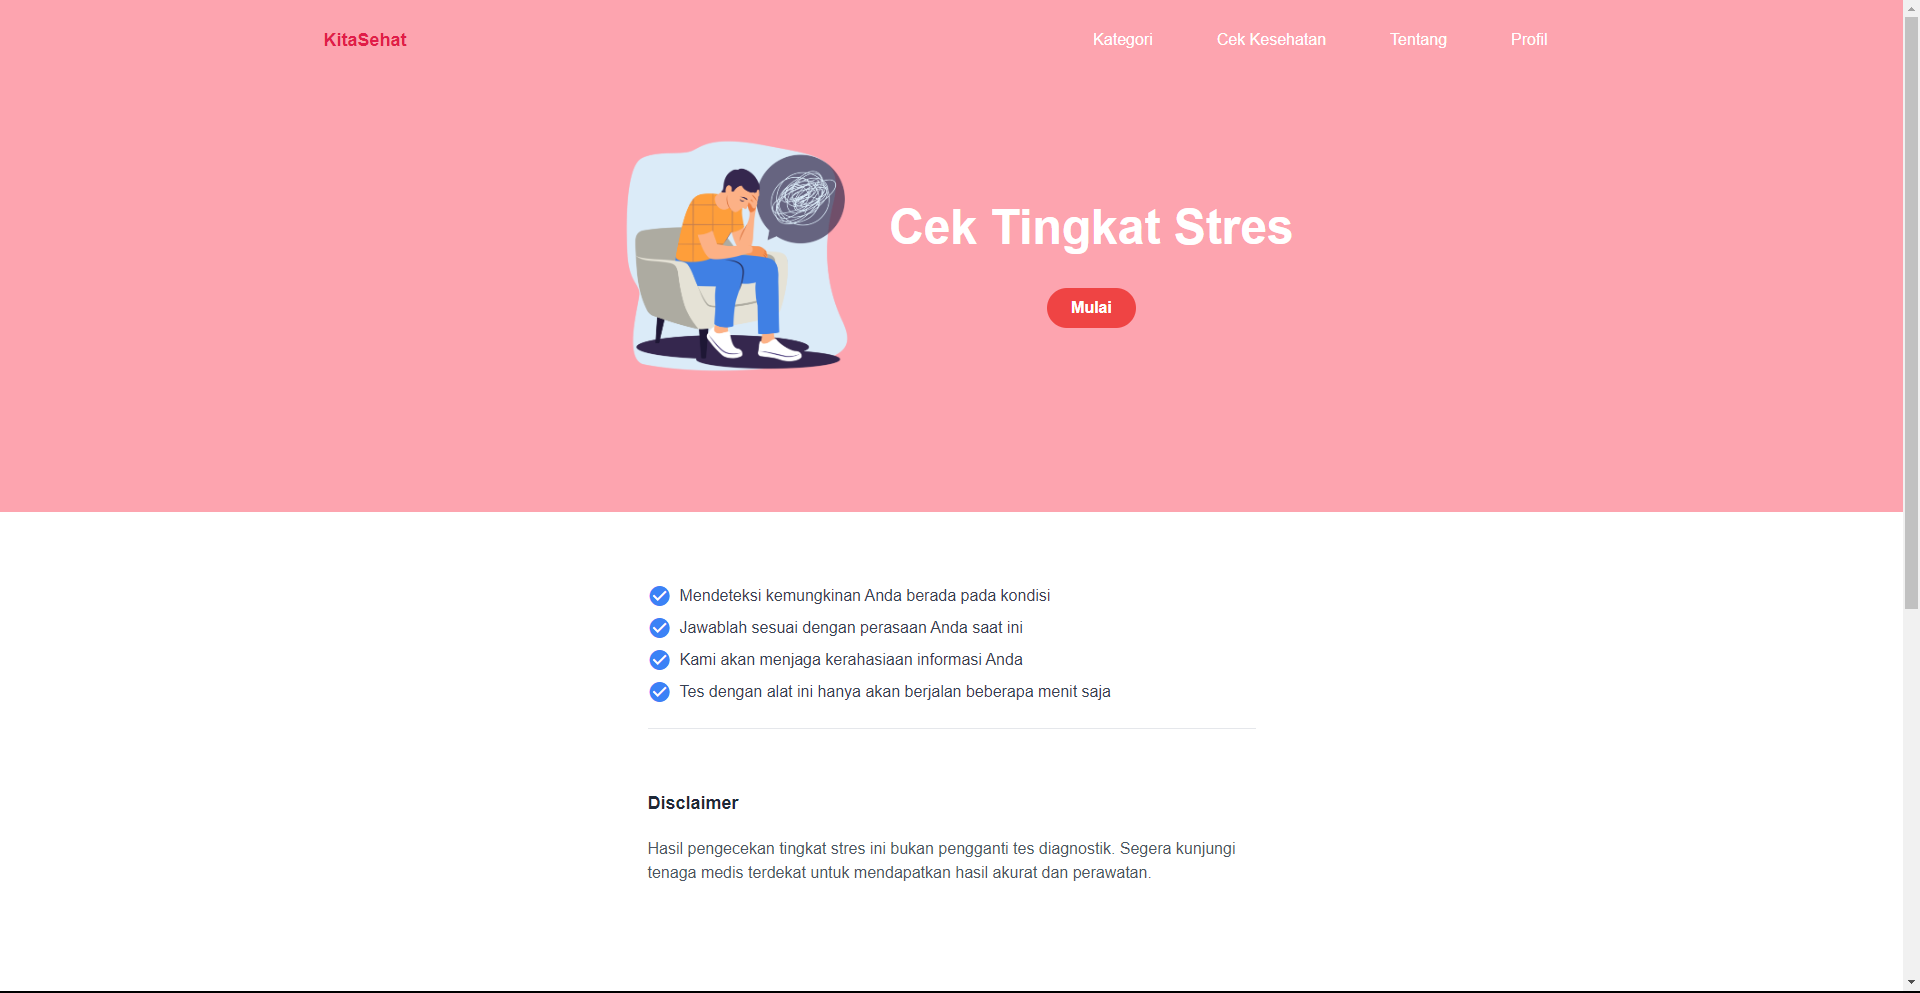 KitaSehat
Kategori
Cek Kesehatan
Tentang
Profil
Cek Tingkat Stres
Mulai
Mendeteksi kemungkinan Anda berada pada kondisi
Jawablah sesuai dengan perasaan Anda saat ini
Kami akan menjaga kerahasiaan informasi Anda
Tes dengan alat ini hanya akan berjalan beberapa menit saja
Disclaimer
Hasil pengecekan tingkat stres ini bukan pengganti tes diagnostik. Segera kunjungi
tenaga medis terdekat untuk mendapatkan hasil akurat dan perawatan.